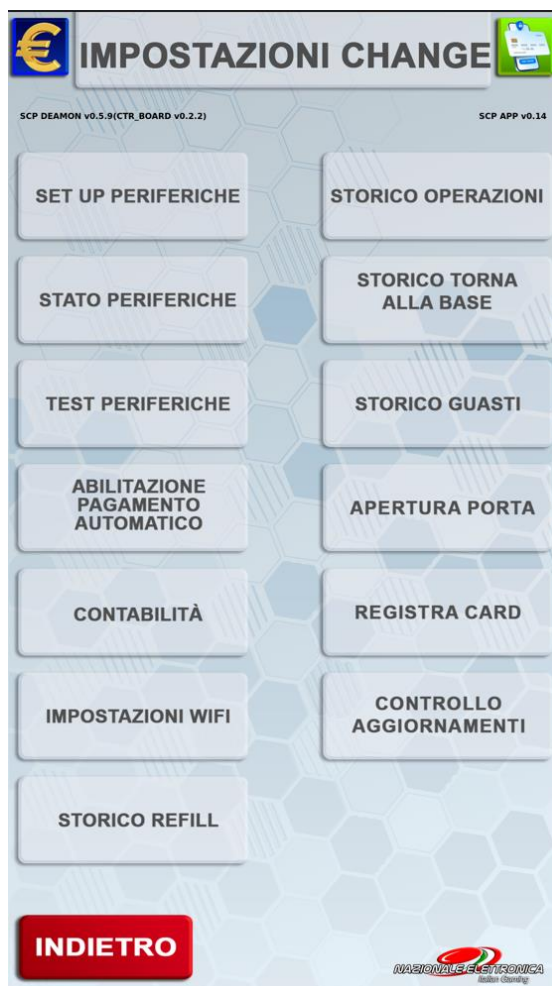 € IMPOSTAZIONI CHANGE
SCP DEAMON v0.5.9(CTR_BOARD v0.2.2)
SCP APP v0.14
SET UP PERIFERICHE
STORICO OPERAZIONI
STATO PERIFERICHE
STORICO TORNA
ALLA BASE
TEST PERIFERICHE
STORICO GUASTI
ABILITAZIONE
PAGAMENTO
AUTOMATICO
APERTURA PORTA
CONTABILITÀ
REGISTRA CARD
IMPOSTAZIONI WIFI
CONTROLLO
AGGIORNAMENTI
STORICO REFILL
INDIETRO
NAZIONALE ELETTRONICA
Italian Gaming